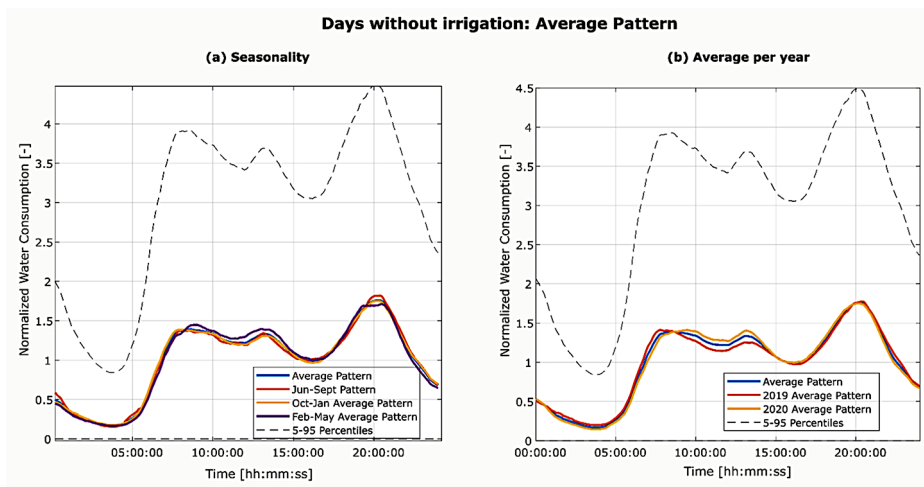 Days without irrigation: Average Pattern
(a) Seasonality
Normalized Water Consumption [-]
4
3.5
3
2.5
2
1.5
1
0.5
0
05:00:00 10:00:00 15:00:00 20:00:00
Time [hh:mm:ss]
Average Pattern
Jun-Sept Pattern
Oct-Jan Average Pattern
Feb-May Average Pattern
5-95 Percentiles
(b) Average per year
Normalized Water Consumption [-]
4.5
4
3.5
3
2.5
2
1.5
1
0.5
0
00:00:00 05:00:00 10:00:00 15:00:00 20:00:00
Time [hh:mm:ss]
Average Pattern
2019 Average Pattern
2020 Average Pattern
5-95 Percentiles